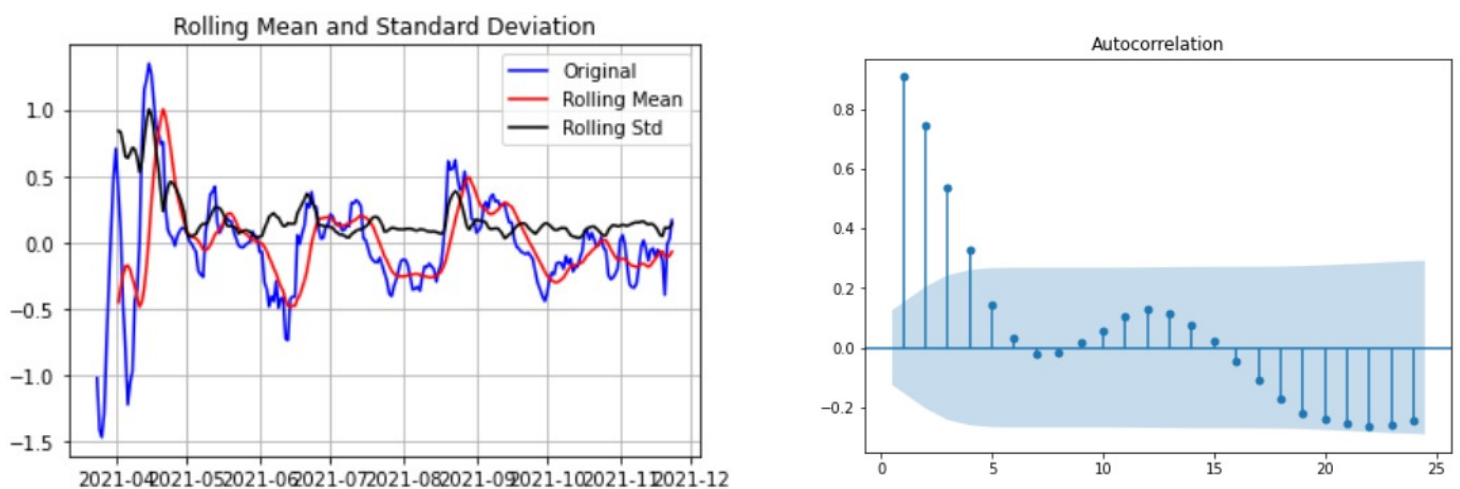 Rolling Mean and Standard Deviation
Original
Rolling Mean
Rolling Std
1.0
0.5
0.0
−0.5
−1.0
−1.5
2021-04 2021-05 2021-06 2021-07 2021-08 2021-09 2021-10 2021-11 2021-12
Autocorrelation
0.8
0.6
0.4
0.2
0.0
−0.2
0 5 10 15 20 25